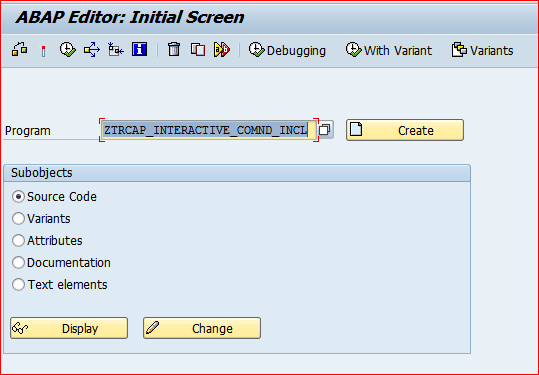 ABAP Editor: Initial Screen
Debugging With Variant Variants
Program ZTRCAP_INTERACTIVE_COMND_INCL Create
Subobjects
Source Code
Variants
Attributes
Documentation
Text elements
Display Change